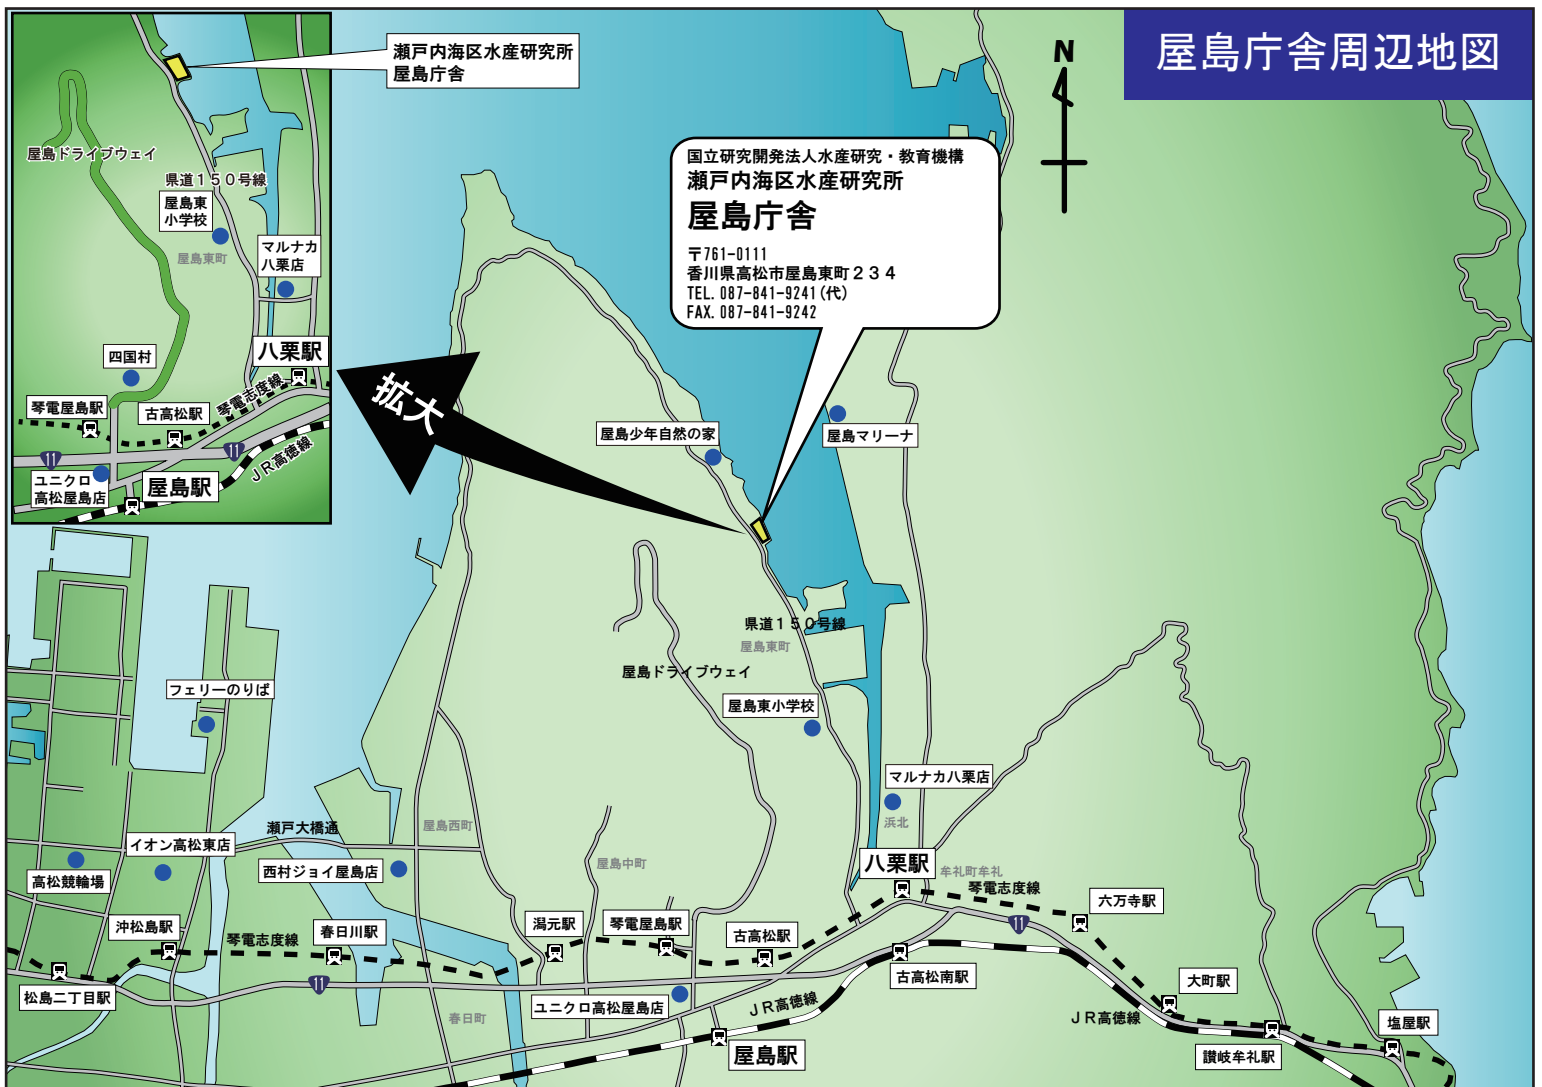 屋島庁舎周辺地図
瀬戸内海区水産研究所
屋島庁舎
屋島ドライブウェイ
県道150号線
屋島東
小学校
屋島東町
マルナカ
八栗店
四国村
八栗駅
琴電屋島駅
古高松駅
琴電志度線
11
11
JR高徳線
ユニクロ
高松屋島店
屋島駅
N
国立研究開発法人水産研究・教育機構
瀬戸内海区水産研究所
屋島庁舎
〒761-0111
香川県高松市屋島東町234
TEL. 087-841-9241(代)
FAX. 087-841-9242
拡大
屋島少年自然の家
屋島マリーナ
県道150号線
屋島東町
屋島ドライブウェイ
フェリーのりば
屋島東小学校
マルナカ八栗店
浜北
瀬戸大橋通
屋島西町
イオン高松東店
西村ジョイ屋島店
高松競輪場
屋島中町
八栗駅
牟礼町牟礼
琴電志度線
六万寺駅
沖松島駅
琴電志度線
春日川駅
潟元駅
琴電屋島駅
古高松駅
11
11
古高松南駅
大町駅
松島二丁目駅
ユニクロ高松屋島店
JR高徳線
春日町
JR高徳線
塩屋駅
屋島駅
讃岐牟礼駅